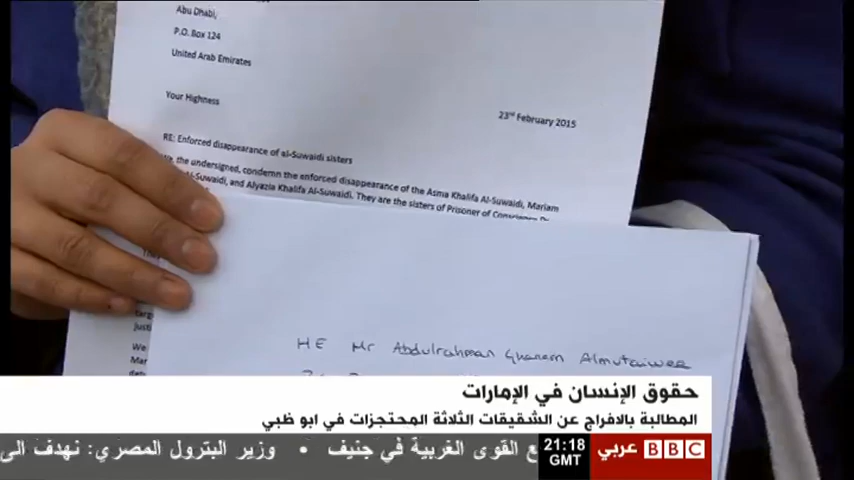 Abu Dhabi,
P.O. Box 124
United Arab Emirates
Your Highness
23rd February 2015
RE: Enforced disappearance of al-Suwaidi sisters
We, the undersigned, condemn the enforced disappearance of the Asma Khalifa Al-Suwaidi, Mariam
Al-Suwaidi, and Alyazia Khalifa Al-Suwaidi. They are the sisters of Prisoner of Conscience Dr
We
HE Mr Abdulrahman Ghanem Almutaiwee
حقوق الإنسان في الإمارات
المطالبة بالافراج عن الشقيقات الثلاثة المحتجزات في ابو ظبي
القوى الغربية في جنيف • وزير البترول المصري: نهدف الى
21:18
GMT
BBC عربي